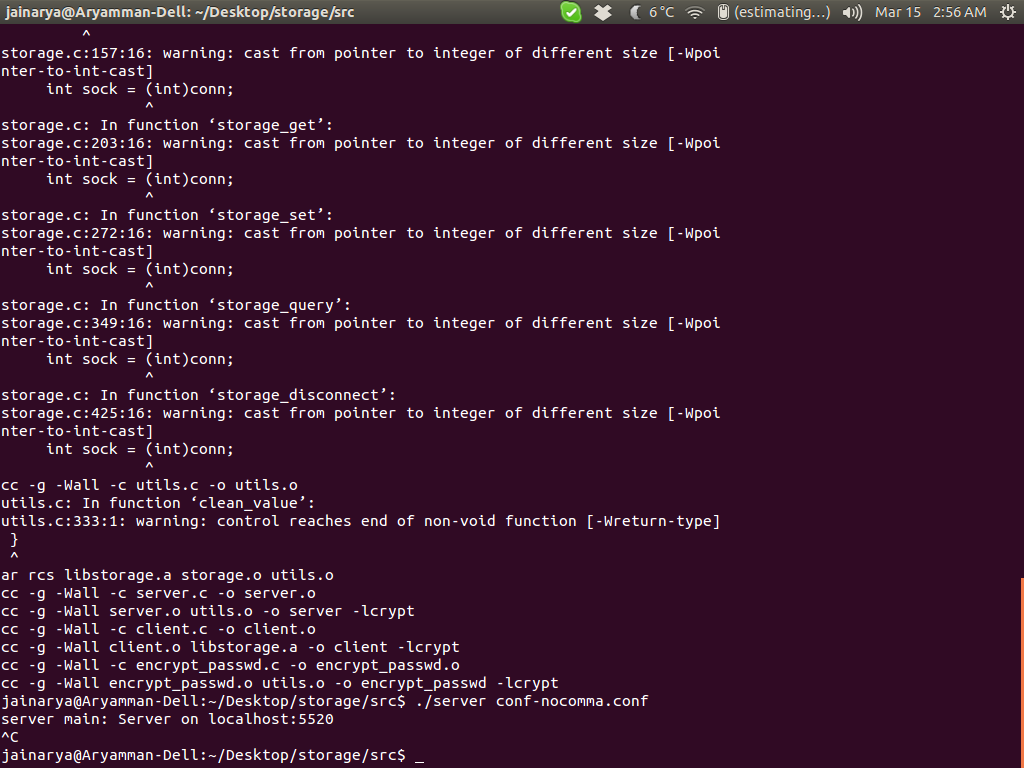 jainarya@Aryamman-Dell: ~/Desktop/storage/src 6 °C (estimating...) Mar 15 2:56 AM
^
storage.c:157:16: warning: cast from pointer to integer of different size [-Wpoi
nter-to-int-cast]
int sock = (int)conn;
^
storage.c: In function ‘storage_get’:
storage.c:203:16: warning: cast from pointer to integer of different size [-Wpoi
nter-to-int-cast]
int sock = (int)conn;
^
storage.c: In function ‘storage_set’:
storage.c:272:16: warning: cast from pointer to integer of different size [-Wpoi
nter-to-int-cast]
int sock = (int)conn;
^
storage.c: In function ‘storage_query’:
storage.c:349:16: warning: cast from pointer to integer of different size [-Wpoi
nter-to-int-cast]
int sock = (int)conn;
^
storage.c: In function ‘storage_disconnect’:
storage.c:425:16: warning: cast from pointer to integer of different size [-Wpoi
nter-to-int-cast]
int sock = (int)conn;
^
cc -g -Wall -c utils.c -o utils.o
utils.c: In function ‘clean_value’:
utils.c:333:1: warning: control reaches end of non-void function [-Wreturn-type]
}
^
ar rcs libstorage.a storage.o utils.o
cc -g -Wall -c server.c -o server.o
cc -g -Wall server.o utils.o -o server -lcrypt
cc -g -Wall -c client.c -o client.o
cc -g -Wall client.o libstorage.a -o client -lcrypt
cc -g -Wall -c encrypt_passwd.c -o encrypt_passwd.o
cc -g -Wall encrypt_passwd.o utils.o -o encrypt_passwd -lcrypt
jainarya@Aryamman-Dell:~/Desktop/storage/src$ ./server conf-nocomma.conf
server main: Server on localhost:5520
^C
jainarya@Aryamman-Dell:~/Desktop/storage/src$ _